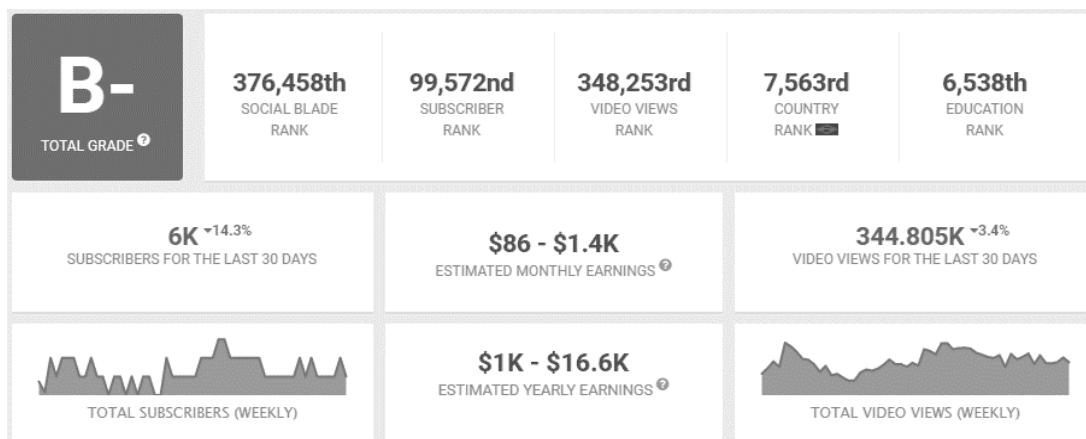 B-
TOTAL GRADE ?
376,458th
SOCIAL BLADE
RANK
99,572nd
SUBSCRIBER
RANK
348,253rd
VIDEO VIEWS
RANK
7,563rd
COUNTRY
RANK
6,538th
EDUCATION
RANK
6K 14.3%
SUBSCRIBERS FOR THE LAST 30 DAYS
$86 - $1.4K
ESTIMATED MONTHLY EARNINGS ?
344.805K 3.4%
VIDEO VIEWS FOR THE LAST 30 DAYS
TOTAL SUBSCRIBERS (WEEKLY)
$1K - $16.6K
ESTIMATED YEARLY EARNINGS ?
TOTAL VIDEO VIEWS (WEEKLY)